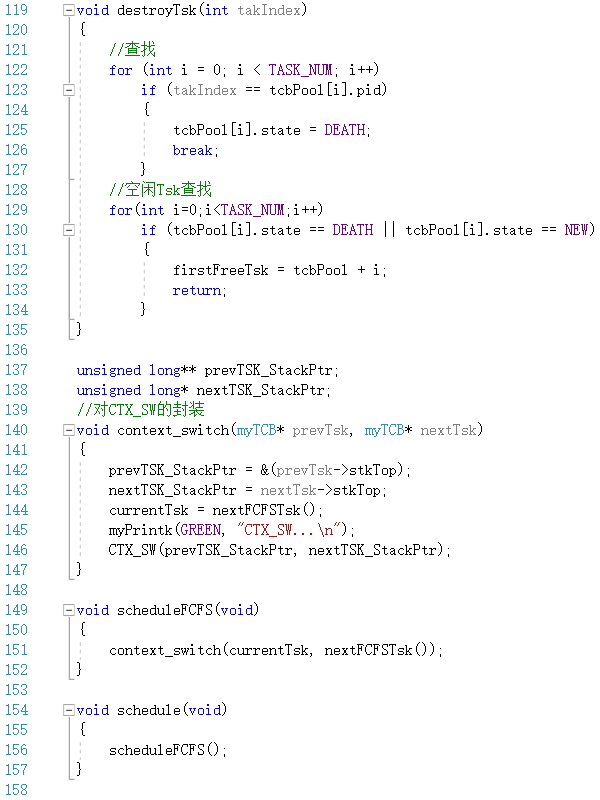 119 void destroyTsk(int takIndex)
120 {
121 //查找
122 for (int i = 0; i < TASK_NUM; i++)
123 if (takIndex == tcbPool[i].pid)
124 {
125 tcbPool[i].state = DEATH;
126 break;
127 }
128 //空闲Tsk查找
129 for(int i=0;i<TASK_NUM;i++)
130 if (tcbPool[i].state == DEATH || tcbPool[i].state == NEW)
131 {
132 firstFreeTsk = tcbPool + i;
133 return;
134 }
135 }
136
137 unsigned long** prevTSK_StackPtr;
138 unsigned long* nextTSK_StackPtr;
139 //对CTX_SW的封装
140 void context_switch(myTCB* prevTsk, myTCB* nextTsk)
141 {
142 prevTSK_StackPtr = &(prevTsk->stkTop);
143 nextTSK_StackPtr = nextTsk->stkTop;
144 currentTsk = nextFCFSTsk();
145 myPrintk(GREEN, "CTX_SW...\n");
146 CTX_SW(prevTSK_StackPtr, nextTSK_StackPtr);
147 }
148
149 void scheduleFCFS(void)
150 {
151 context_switch(currentTsk, nextFCFSTsk());
152 }
153
154 void schedule(void)
155 {
156 scheduleFCFS();
157 }
158